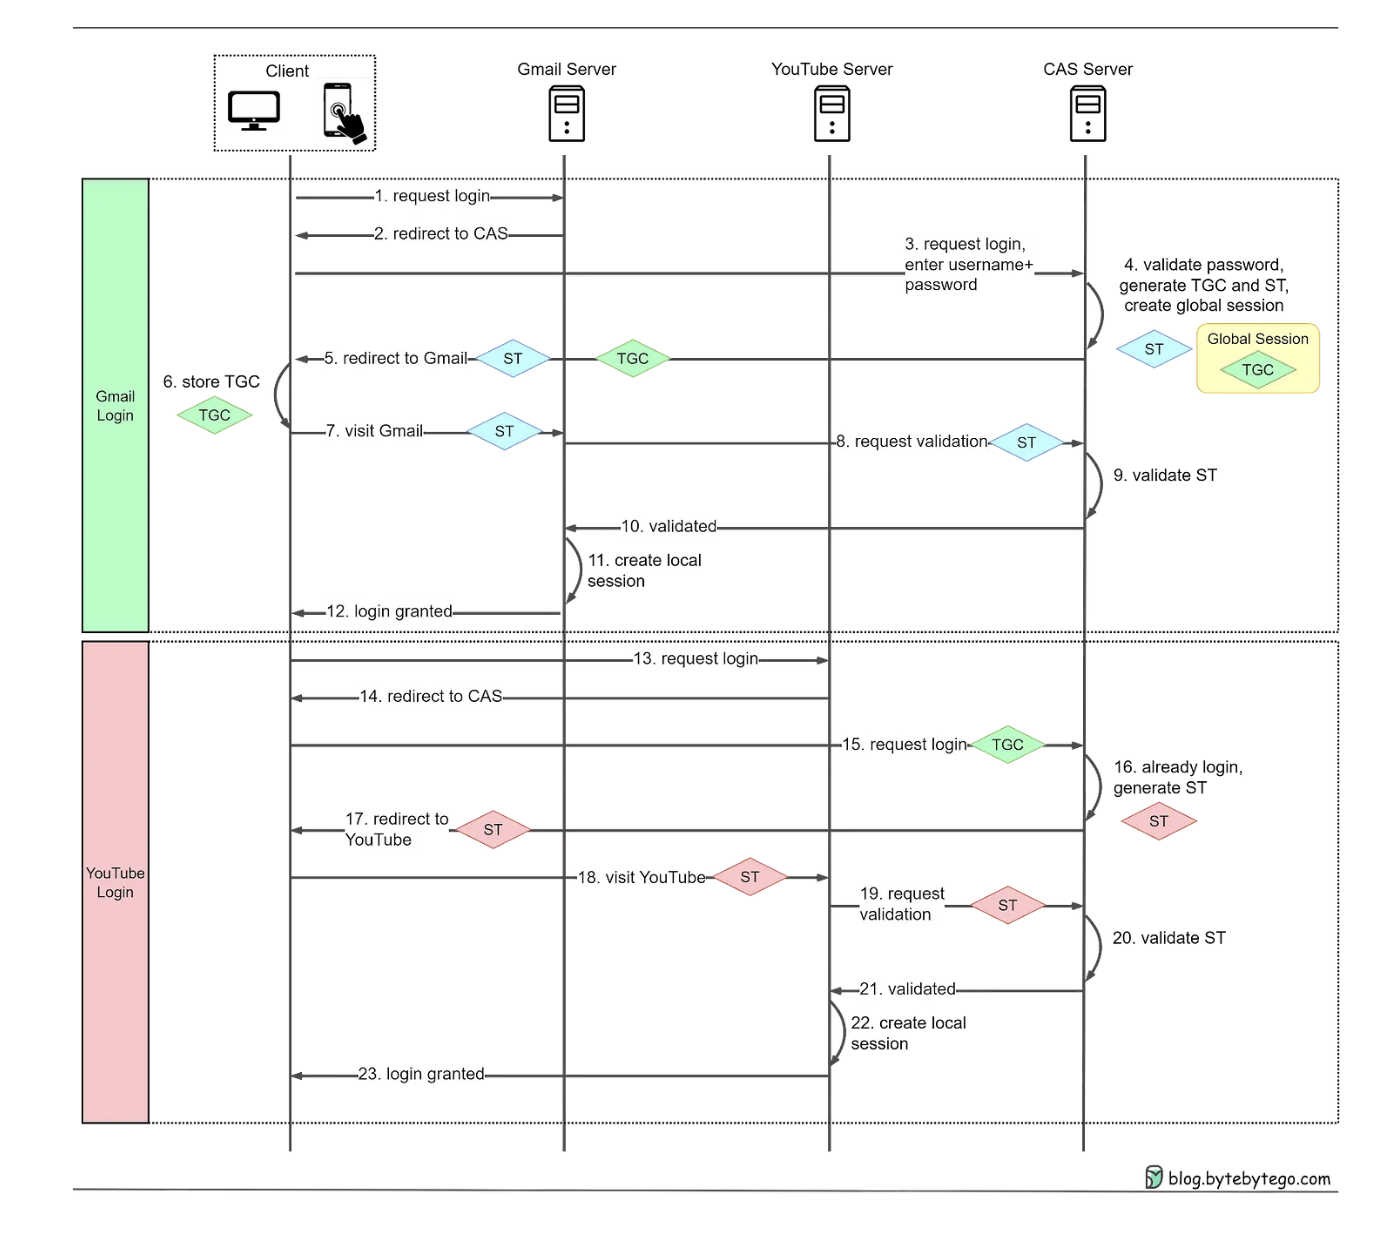 Client
Gmail Server
YouTube Server
CAS Server
Gmail
Login
1. request login
2. redirect to CAS
3. request login,
enter username+
password
4. validate password,
generate TGC and ST,
create global session
ST
Global Session
TGC
5. redirect to Gmail
ST
TGC
6. store TGC
TGC
7. visit Gmail
ST
8. request validation
ST
9. validate ST
10. validated
11. create local
session
12. login granted
YouTube
Login
13. request login
14. redirect to CAS
15. request login
TGC
16. already login,
generate ST
ST
17. redirect to
YouTube
ST
18. visit YouTube
ST
19. request
validation
ST
20. validate ST
21. validated
22. create local
session
23. login granted
blog.bytebytego.com